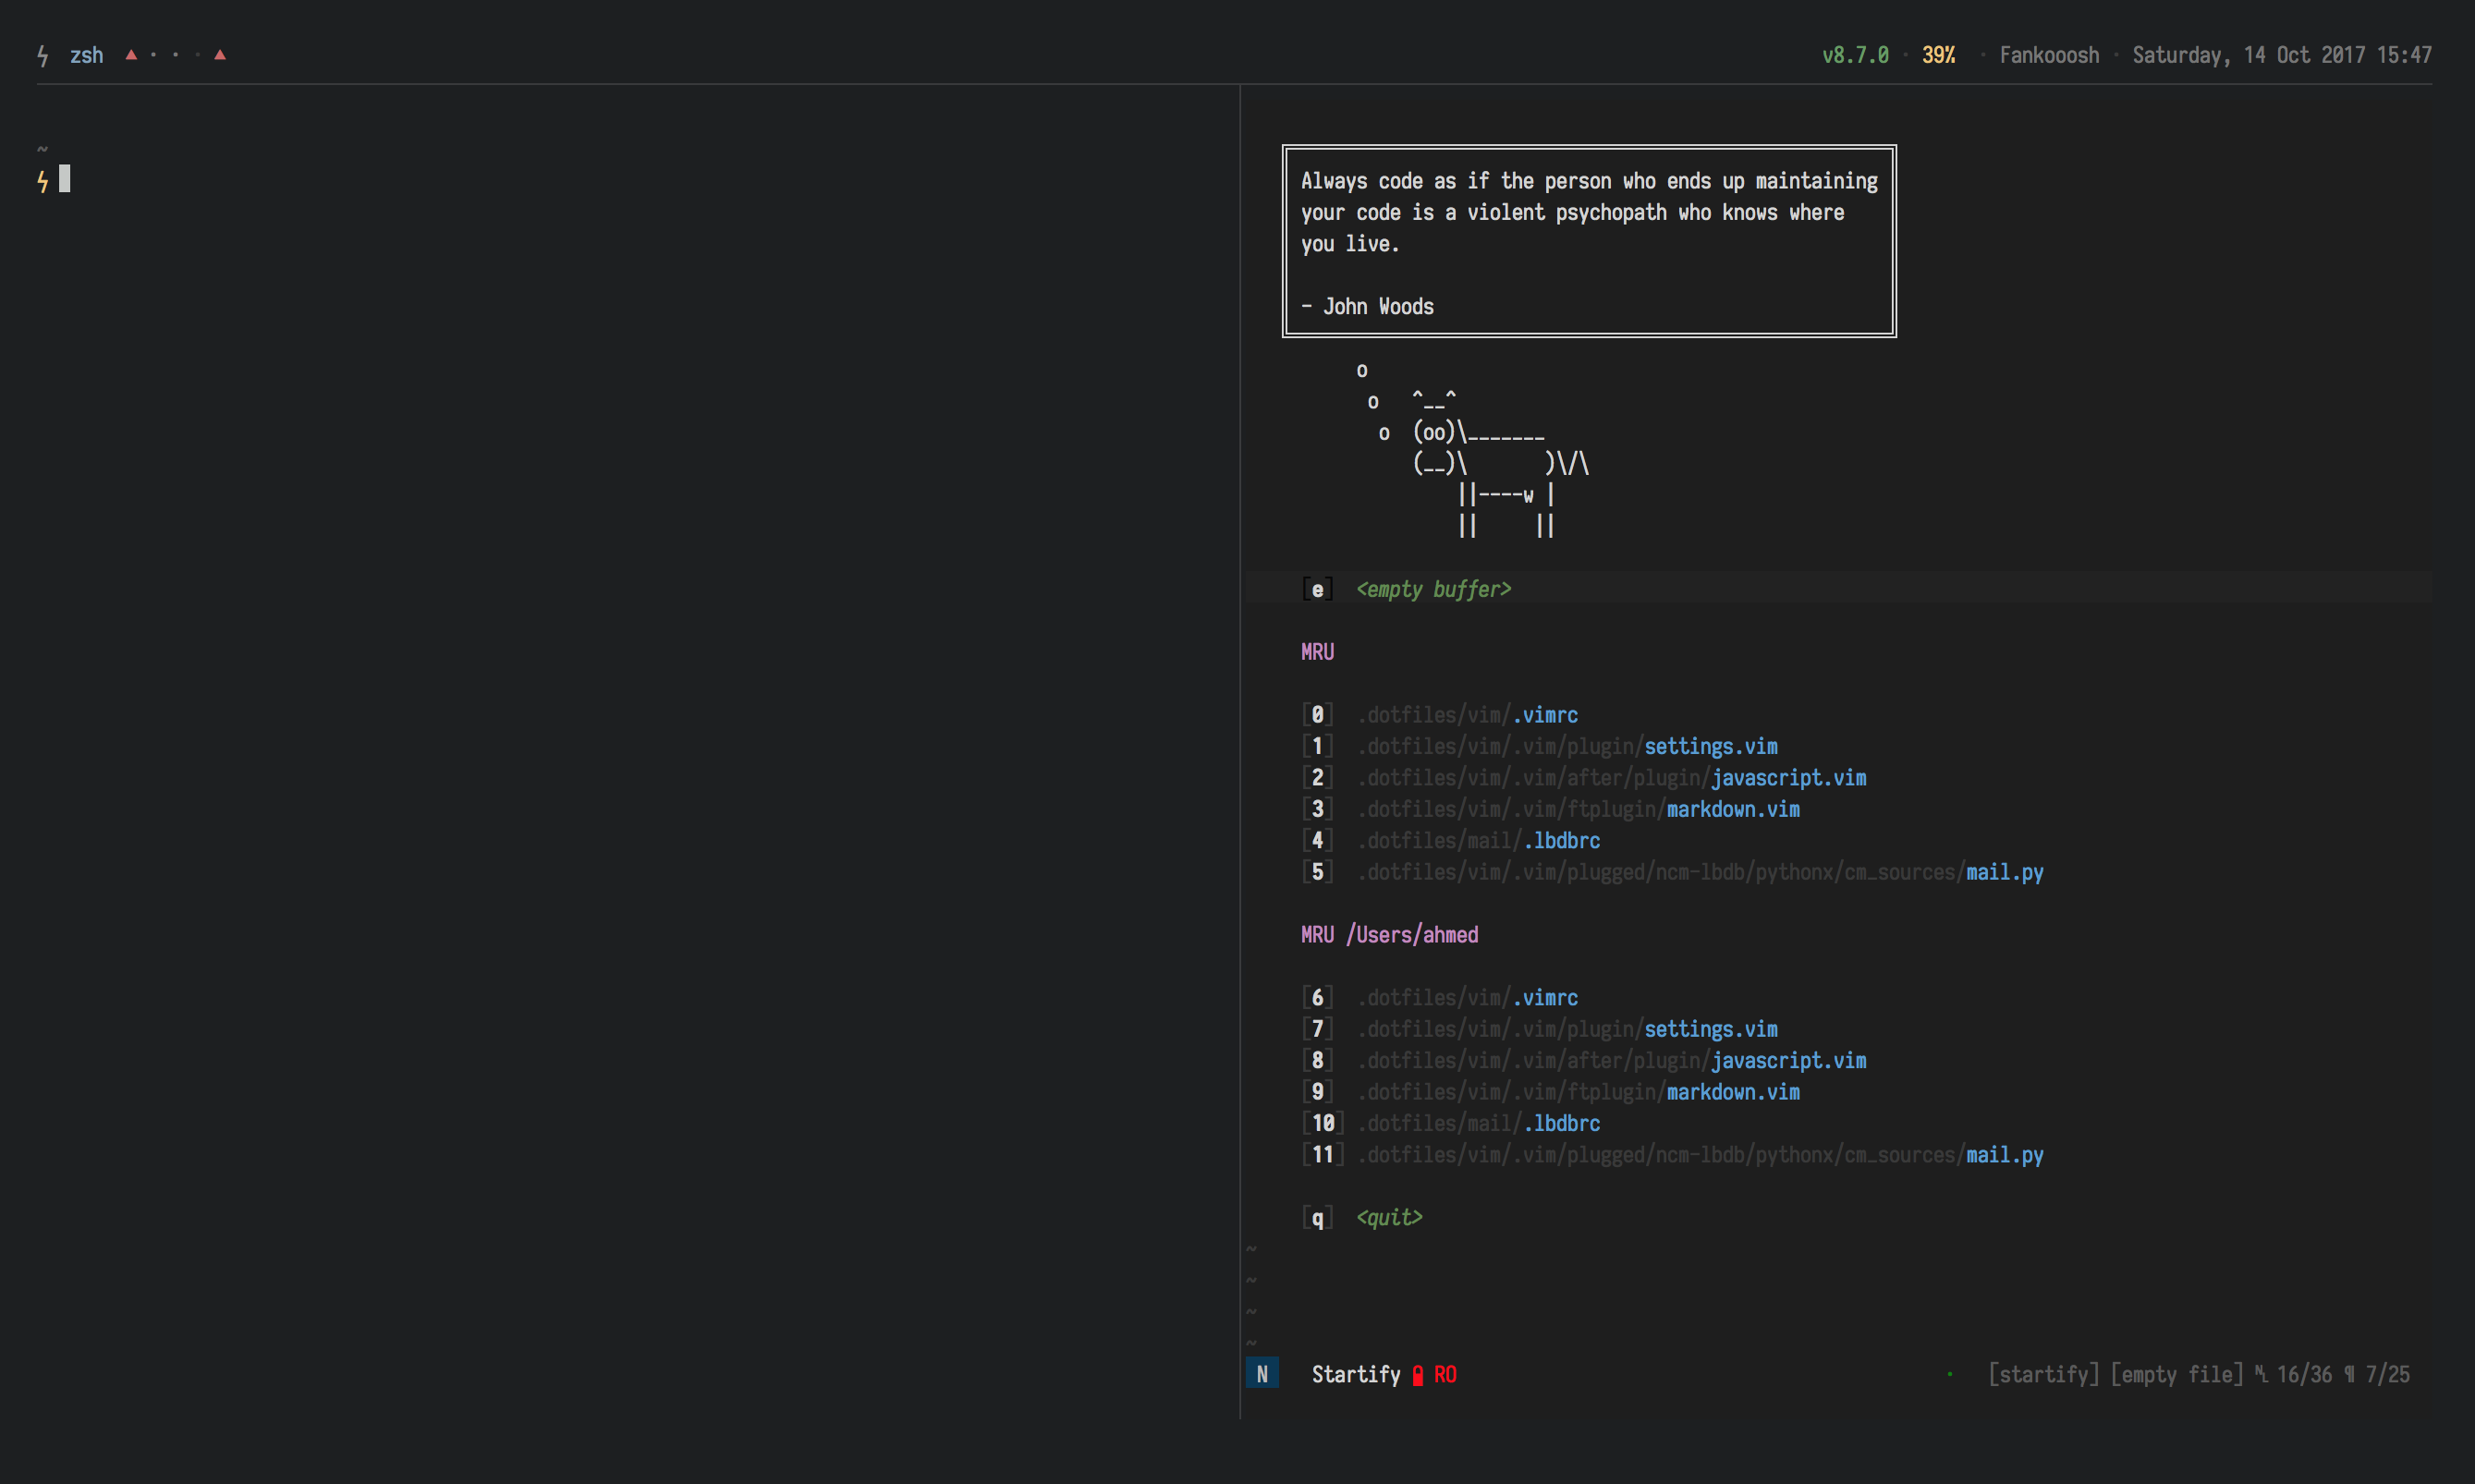 ϟ zsh ▲ · · · ▲
v8.7.0 · 39% · Fankooosh · Saturday, 14 Oct 2017 15:47
~
ϟ
Always code as if the person who ends up maintaining
your code is a violent psychopath who knows where
you live.
- John Woods
o
o ^__^
o (oo)\_______
(__)\       )\/\
||----w |
||     ||
[e] <empty buffer>
MRU
[0] .dotfiles/vim/.vimrc
[1] .dotfiles/vim/.vim/plugin/settings.vim
[2] .dotfiles/vim/.vim/after/plugin/javascript.vim
[3] .dotfiles/vim/.vim/ftplugin/markdown.vim
[4] .dotfiles/mail/.lbdbrc
[5] .dotfiles/vim/.vim/plugged/ncm-lbdb/pythonx/cm_sources/mail.py
MRU /Users/ahmed
[6] .dotfiles/vim/.vimrc
[7] .dotfiles/vim/.vim/plugin/settings.vim
[8] .dotfiles/vim/.vim/after/plugin/javascript.vim
[9] .dotfiles/vim/.vim/ftplugin/markdown.vim
[10] .dotfiles/mail/.lbdbrc
[11] .dotfiles/vim/.vim/plugged/ncm-lbdb/pythonx/cm_sources/mail.py
[q] <quit>
~
~
~
~
N Startify RO · [startify] [empty file] ␤ 16/36 ¶ 7/25